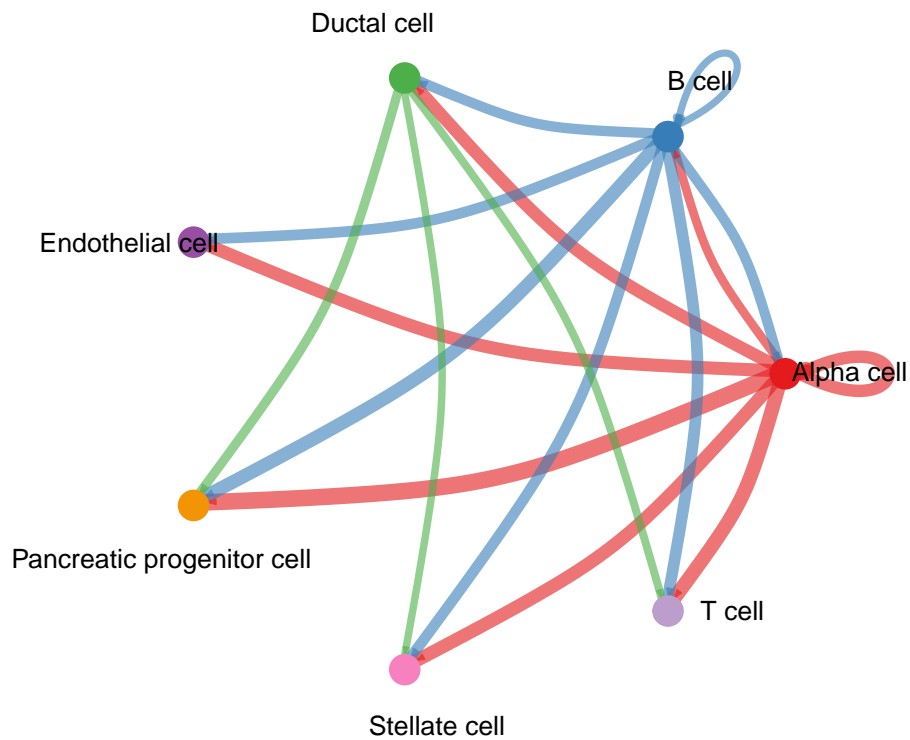 Ductal cell
B cell
Endothelial cell
Alpha cell
Pancreatic progenitor cell
T cell
Stellate cell